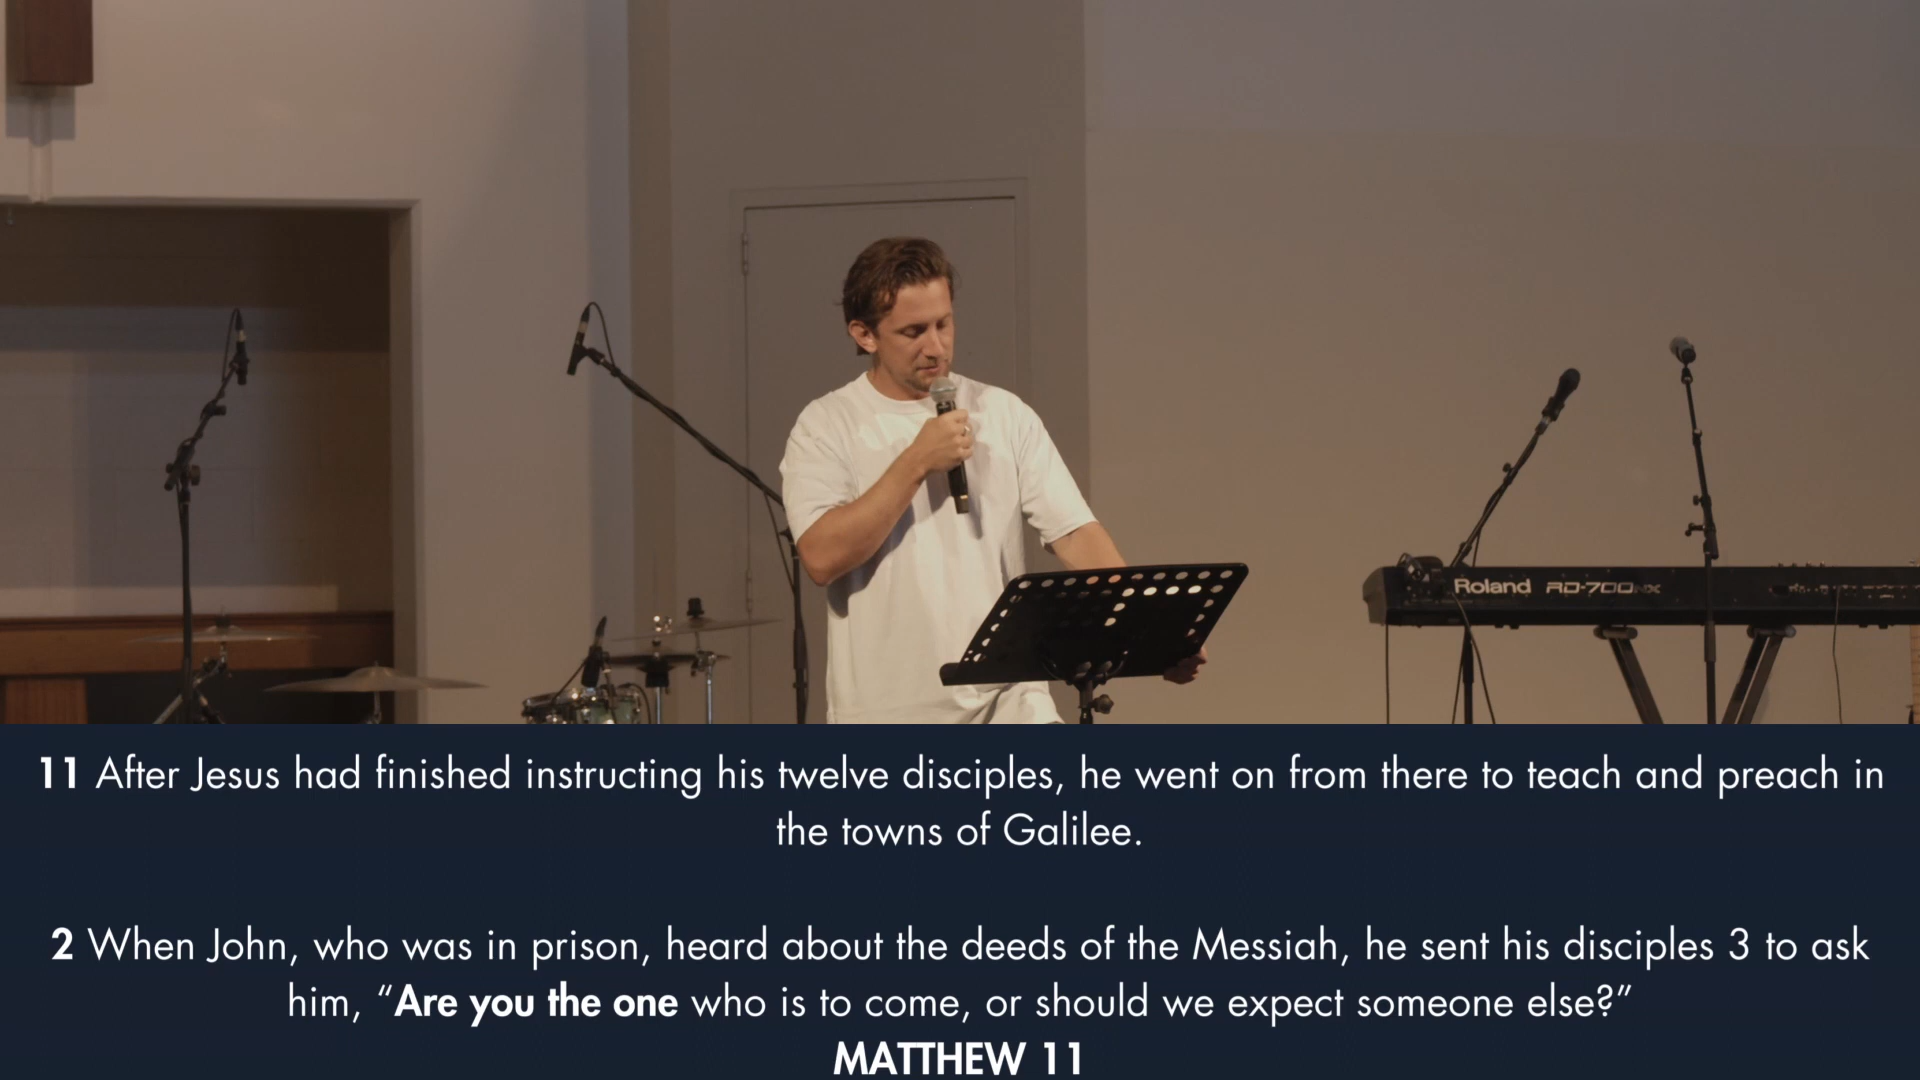 Roland RD-700NX
11 After Jesus had finished instructing his twelve disciples, he went on from there to teach and preach in
the towns of Galilee.
2 When John, who was in prison, heard about the deeds of the Messiah, he sent his disciples 3 to ask
him, “Are you the one who is to come, or should we expect someone else?”
MATTHEW 11